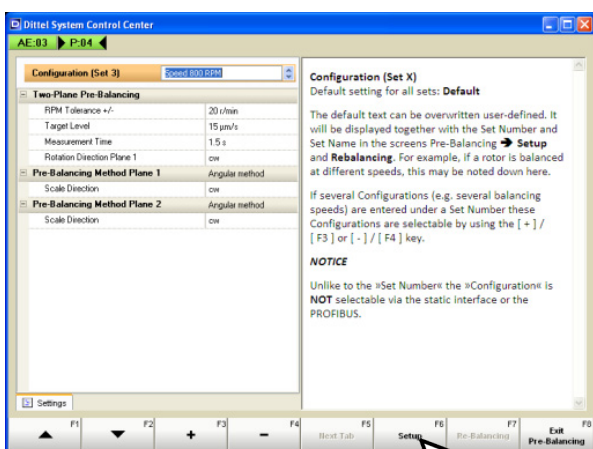 Dittel System Control Center
AE:03 P:04
Configuration (Set 3) Speed 800 RPM
Two-Plane Pre-Balancing
RPM Tolerance +/- 20 r/min
Target Level 15 µm/s
Measurement Time 1.5 s
Rotation Direction Plane 1 cw
Pre-Balancing Method Plane 1 Angular method
Scale Direction cw
Pre-Balancing Method Plane 2 Angular method
Scale Direction cw
Settings
Configuration (Set X)
Default setting for all sets: Default
The default text can be overwritten user-defined. It
will be displayed together with the Set Number and
Set Name in the screens Pre-Balancing ➔ Setup
and Rebalancing. For example, if a rotor is balanced
at different speeds, this may be noted down here.
If several Configurations (e.g. several balancing
speeds) are entered under a Set Number these
Configurations are selectable by using the [ + ] /
[ F3 ] or [ - ] / [ F4 ] key.
NOTICE
Unlike to the »Set Number« the »Configuration« is
NOT selectable via the static interface or the
PROFIBUS.
F1 F2 F3 F4 F5 F6 F7 F8
+ - Next Tab Setup Re-Balancing Exit
Pre-Balancing